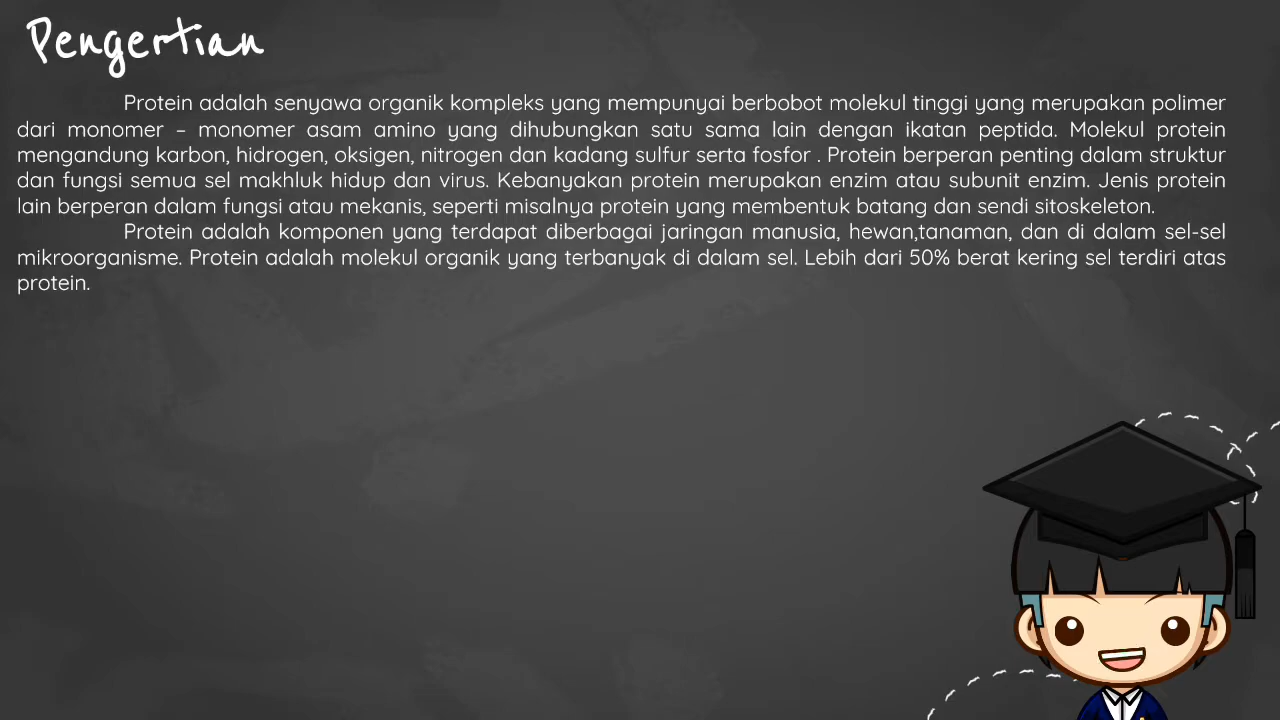 Pengertian
Protein adalah senyawa organik kompleks yang mempunyai berbobot molekul tinggi yang merupakan polimer
dari monomer – monomer asam amino yang dihubungkan satu sama lain dengan ikatan peptida. Molekul protein
mengandung karbon, hidrogen, oksigen, nitrogen dan kadang sulfur serta fosfor . Protein berperan penting dalam struktur
dan fungsi semua sel makhluk hidup dan virus. Kebanyakan protein merupakan enzim atau subunit enzim. Jenis protein
lain berperan dalam fungsi atau mekanis, seperti misalnya protein yang membentuk batang dan sendi sitoskeleton.
Protein adalah komponen yang terdapat diberbagai jaringan manusia, hewan,tanaman, dan di dalam sel-sel
mikroorganisme. Protein adalah molekul organik yang terbanyak di dalam sel. Lebih dari 50% berat kering sel terdiri atas
protein.